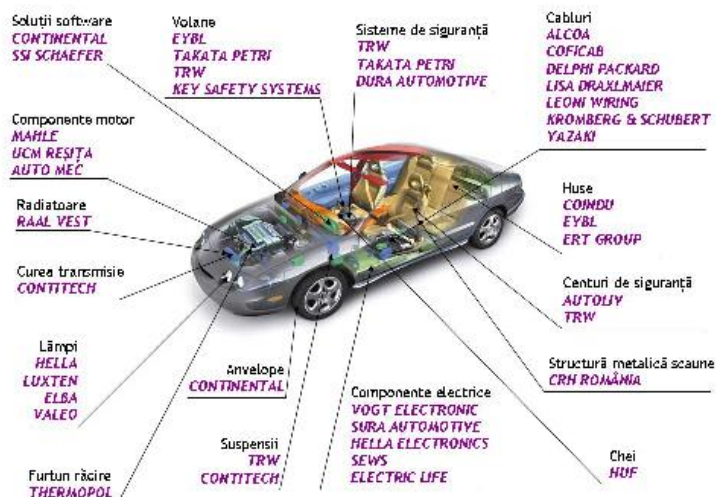 Soluții software
CONTINENTAL
SSI SCHAEFER
Volane
EYBL
TAKATA PETRI
TRW
KEY SAFETY SYSTEMS
Sisteme de siguranță
TRW
TAKATA PETRI
DURA AUTOMOTIVE
Cabluri
ALCOA
COFICAB
DELPHI PACKARD
LISA DRAXLMAIER
LEONI WIRING
KROMBERG & SCHUBERT
YAZAKI
Componente motor
MAHLE
UCM REȘIȚA
AUTO MEC
Radiatoare
RAAL VEST
Curea transmisie
CONTITECH
Huse
COINDU
EYBL
ERT GROUP
Centuri de siguranță
AUTOLIV
TRW
Lămpi
HELLA
LUXTEN
ELBA
VALEO
Anvelope
CONTINENTAL
Structură metalică scaune
CRH ROMÂNIA
Suspensii
TRW
CONTITECH
Componente electrice
VOGT ELECTRONIC
SURA AUTOMOTIVE
HELLA ELECTRONICS
SEWS
ELECTRIC LIFE
Chei
HUF
Furtun răcire
THERMOPOL